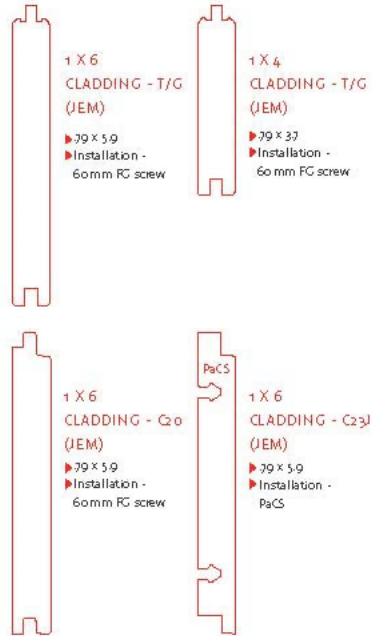 1 X 6
CLADDING - T/G
(JEM)
.79 X 5.9
Installation -
60mm FG screw
1 X 4
CLADDING - T/G
(JEM)
.79 X 3.7
Installation -
60mm FG screw
1 X 6
CLADDING - C20
(JEM)
.79 X 5.9
Installation -
60mm FG screw
PaCS
1 X 6
CLADDING - C23J
(JEM)
.79 X 5.9
Installation -
PaCS